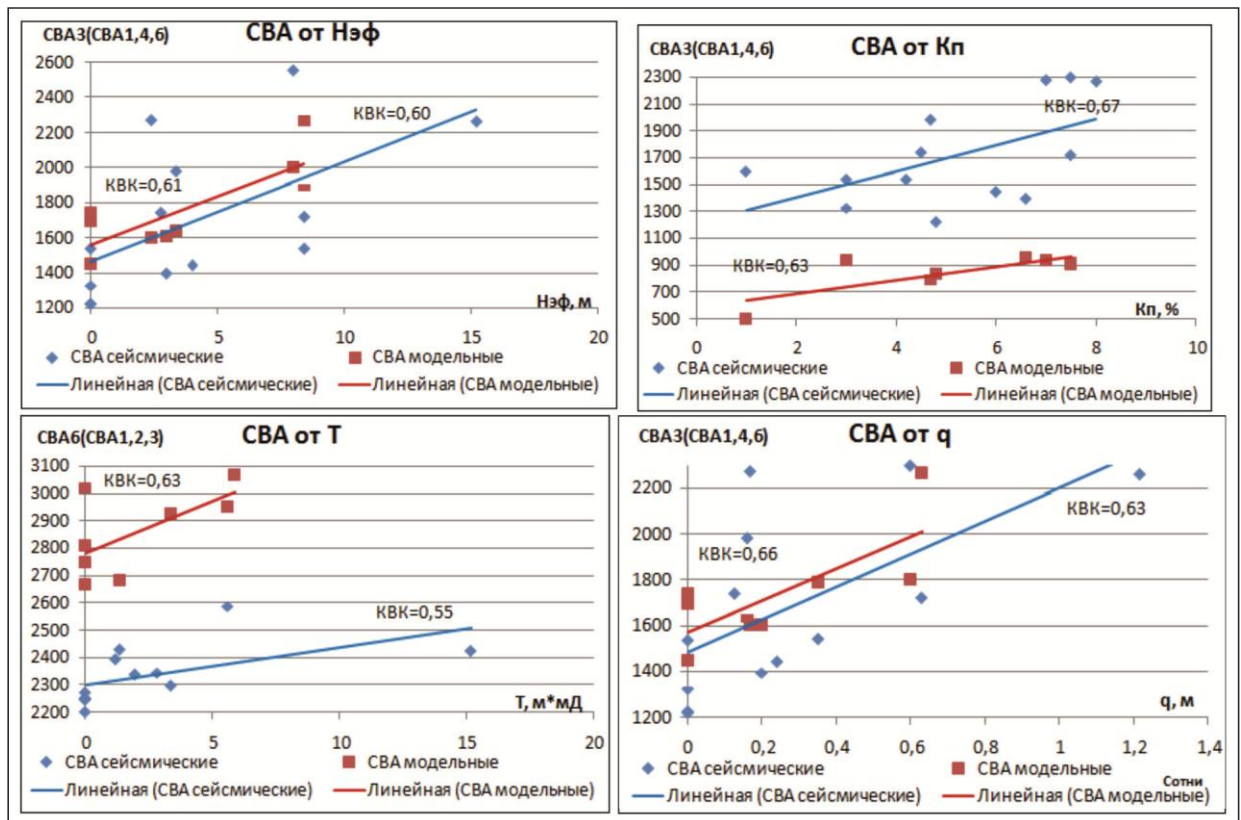 СВА3(СВА1,4,6)
СВА от Нэф
2600
2400
2200
2000
1800
1600
1400
1200
КВК=0,60
КВК=0,61
Нэф, м
0
5
10
15
20
СВА сейсмические
СВА модельные
Линейная (СВА сейсмические)
Линейная (СВА модельные)
СВА3(СВА1,4,6)
СВА от Кп
2300
2100
1900
1700
1500
1300
1100
900
700
500
КВК=0,67
КВК=0,63
Кп, %
0
2
4
6
8
10
СВА сейсмические
СВА модельные
Линейная (СВА сейсмические)
Линейная (СВА модельные)
СВА6(СВА1,2,3)
СВА от Т
3100
3000
2900
2800
2700
2600
2500
2400
2300
2200
КВК=0,63
КВК=0,55
Т, м*мД
0
5
10
15
20
СВА сейсмические
СВА модельные
Линейная (СВА сейсмические)
Линейная (СВА модельные)
СВА3(СВА1,4,6)
СВА от q
2200
2000
1800
1600
1400
1200
КВК=0,63
КВК=0,66
q, м
0
0,2
0,4
0,6
0,8
1
1,2
1,4
СВА сейсмические
СВА модельные
Сотни
Линейная (СВА сейсмические)
Линейная (СВА модельные)